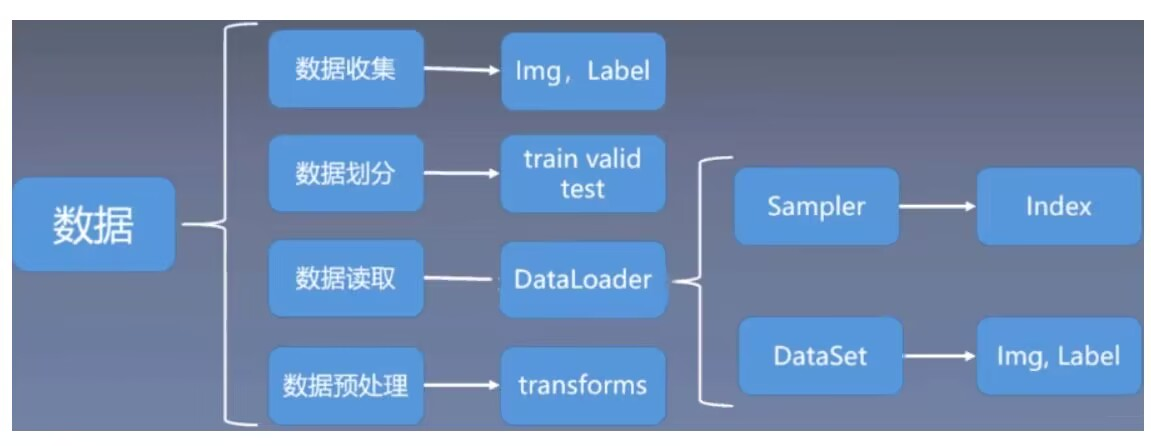 数据
数据收集
Img，Label
数据划分
train valid
test
数据读取
DataLoader
数据预处理
transforms
Sampler
Index
DataSet
Img, Label